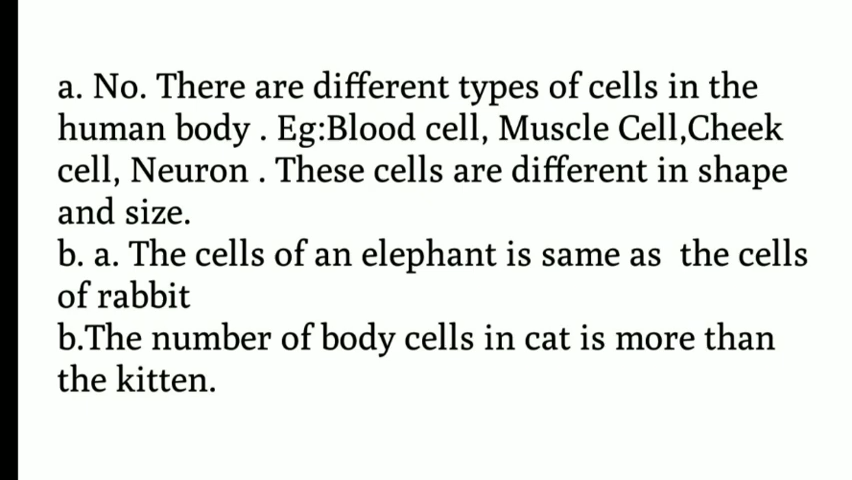 a. No. There are different types of cells in the
human body . Eg:Blood cell, Muscle Cell,Cheek
cell, Neuron . These cells are different in shape
and size.
b. a. The cells of an elephant is same as  the cells
of rabbit
b.The number of body cells in cat is more than
the kitten.